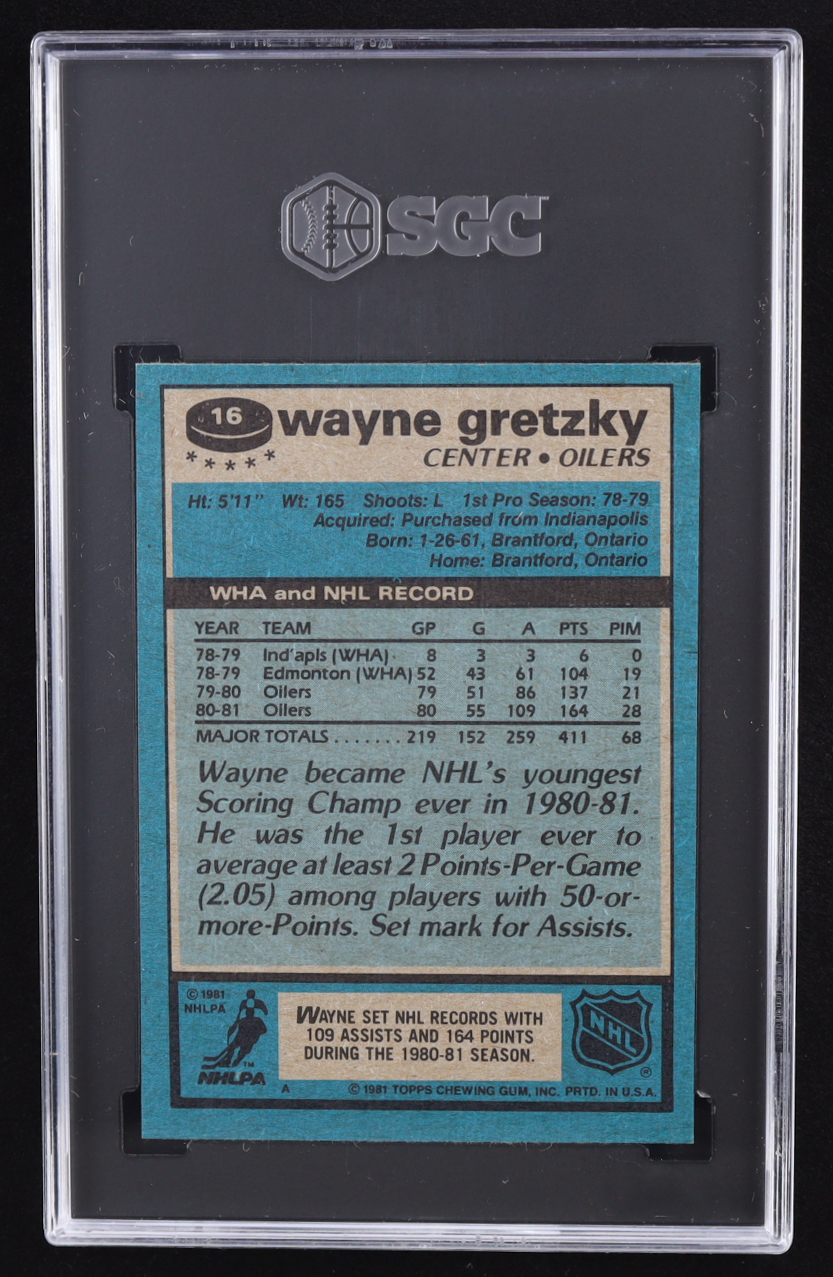 SGC
16 wayne gretzky
★ ★ ★ ★ ★ CENTER • OILERS
Ht: 5'11" Wt: 165 Shoots: L 1st Pro Season: 78-79
Acquired: Purchased from Indianapolis
Born: 1-26-61, Brantford, Ontario
Home: Brantford, Ontario
WHA and NHL RECORD
YEAR TEAM GP G A PTS PIM
78-79 Ind'apls (WHA) 8 3 3 6 0
78-79 Edmonton (WHA) 52 43 61 104 19
79-80 Oilers 79 51 86 137 21
80-81 Oilers 80 55 109 164 28
MAJOR TOTALS ....... 219 152 259 411 68
Wayne became NHL's youngest
Scoring Champ ever in 1980-81.
He was the 1st player ever to
average at least 2 Points-Per-Game
(2.05) among players with 50-or-
more-Points. Set mark for Assists.
© 1981
NHLPA
™
NHLPA
WAYNE SET NHL RECORDS WITH
109 ASSISTS AND 164 POINTS
DURING THE 1980-81 SEASON.
NHL
®
A © 1981 TOPPS CHEWING GUM, INC. PRTD. IN U.S.A.